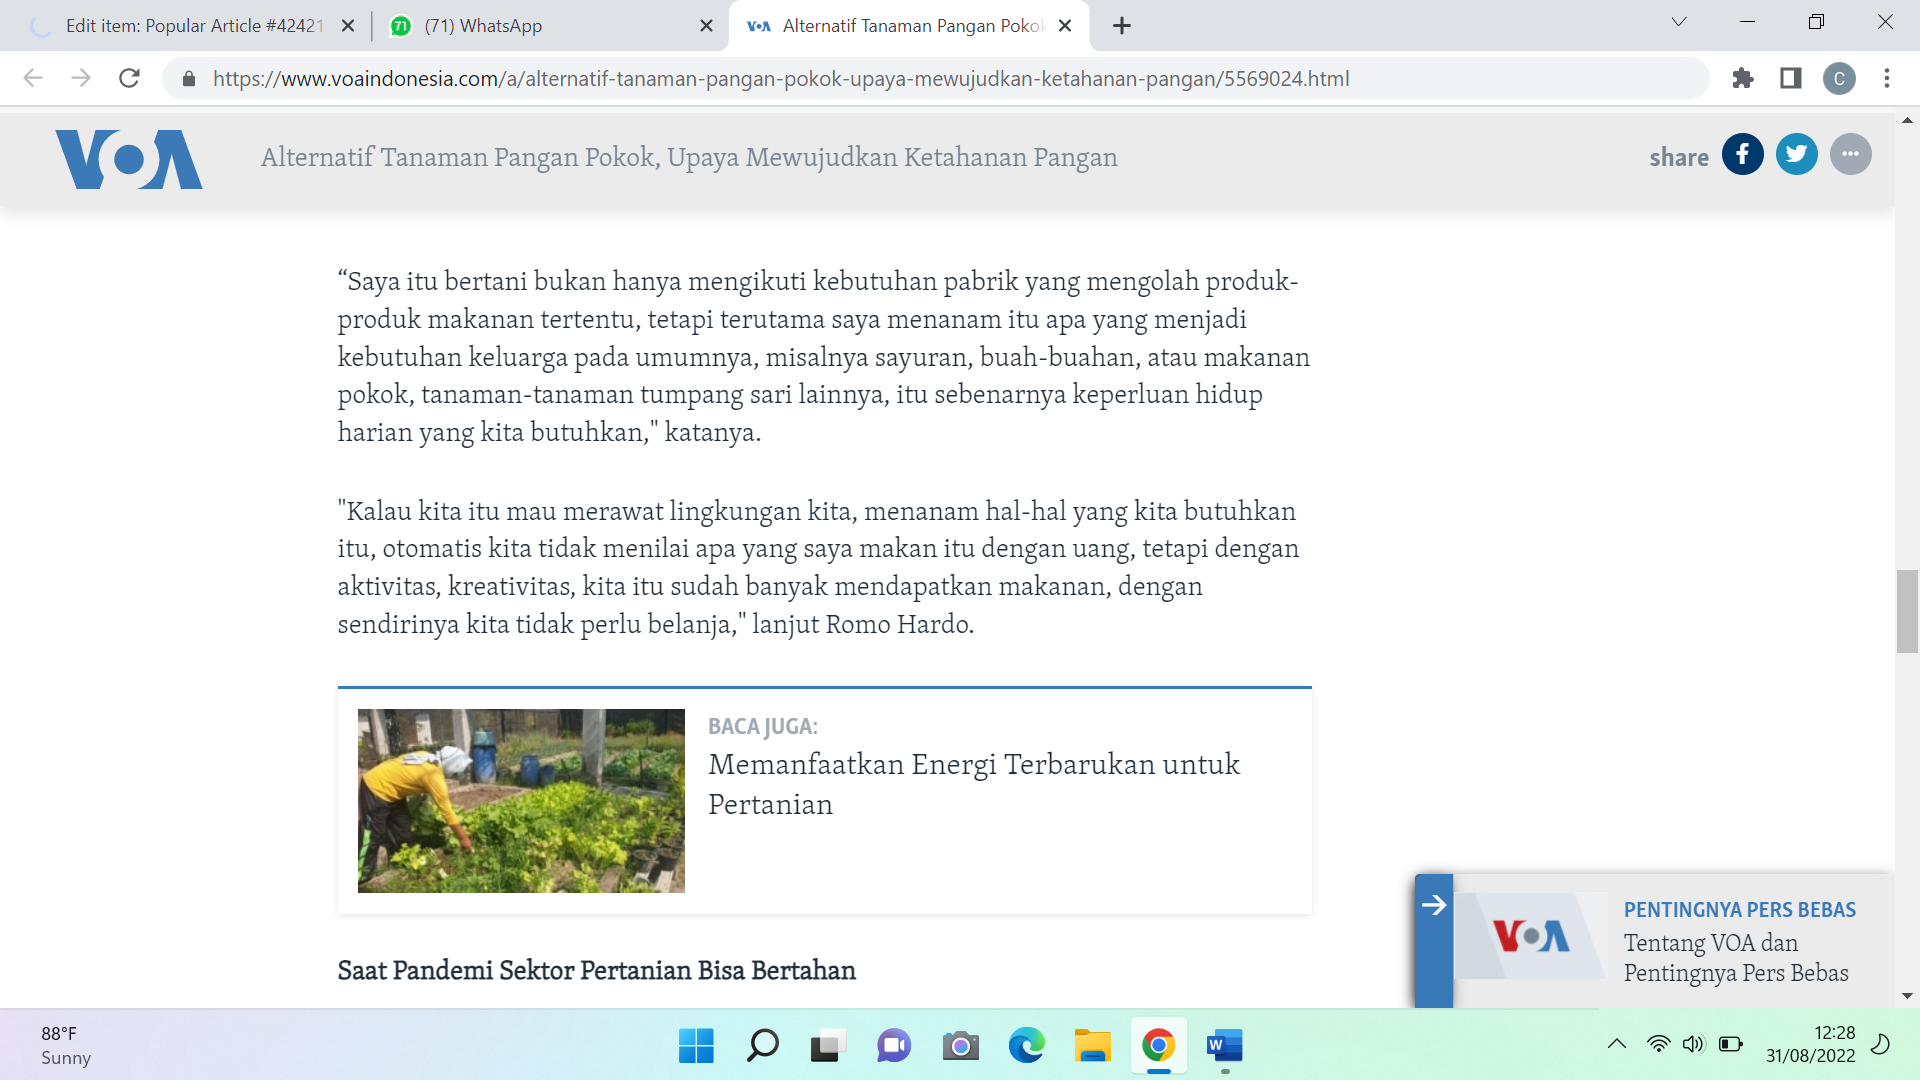 Edit item: Popular Article #42421
(71) WhatsApp
Alternatif Tanaman Pangan Poko
https://www.voaindonesia.com/a/alternatif-tanaman-pangan-pokok-upaya-mewujudkan-ketahanan-pangan/5569024.html
C
VOA
Alternatif Tanaman Pangan Pokok, Upaya Mewujudkan Ketahanan Pangan
share
“Saya itu bertani bukan hanya mengikuti kebutuhan pabrik yang mengolah produk-
produk makanan tertentu, tetapi terutama saya menanam itu apa yang menjadi
kebutuhan keluarga pada umumnya, misalnya sayuran, buah-buahan, atau makanan
pokok, tanaman-tanaman tumpang sari lainnya, itu sebenarnya keperluan hidup
harian yang kita butuhkan," katanya.
"Kalau kita itu mau merawat lingkungan kita, menanam hal-hal yang kita butuhkan
itu, otomatis kita tidak menilai apa yang saya makan itu dengan uang, tetapi dengan
aktivitas, kreativitas, kita itu sudah banyak mendapatkan makanan, dengan
sendirinya kita tidak perlu belanja," lanjut Romo Hardo.
BACA JUGA:
Memanfaatkan Energi Terbarukan untuk
Pertanian
Saat Pandemi Sektor Pertanian Bisa Bertahan
VOA
PENTINGNYA PERS BEBAS
Tentang VOA dan
Pentingnya Pers Bebas
88°F
Sunny
12:28
31/08/2022